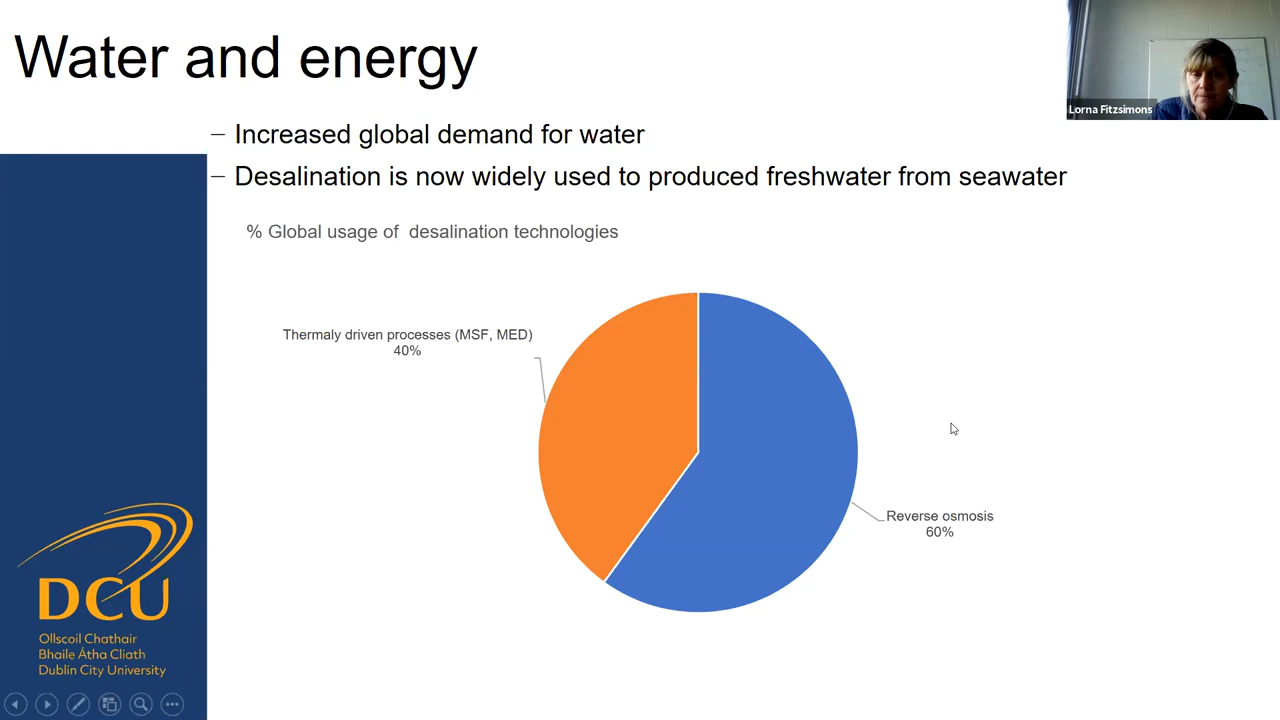 Water and energy
Lorna Fitzsimons
– Increased global demand for water
– Desalination is now widely used to produced freshwater from seawater
% Global usage of desalination technologies
Thermaly driven processes (MSF, MED)
40%
Reverse osmosis
60%
DCU
Ollscoil Chathair
Bhaile Átha Cliath
Dublin City University